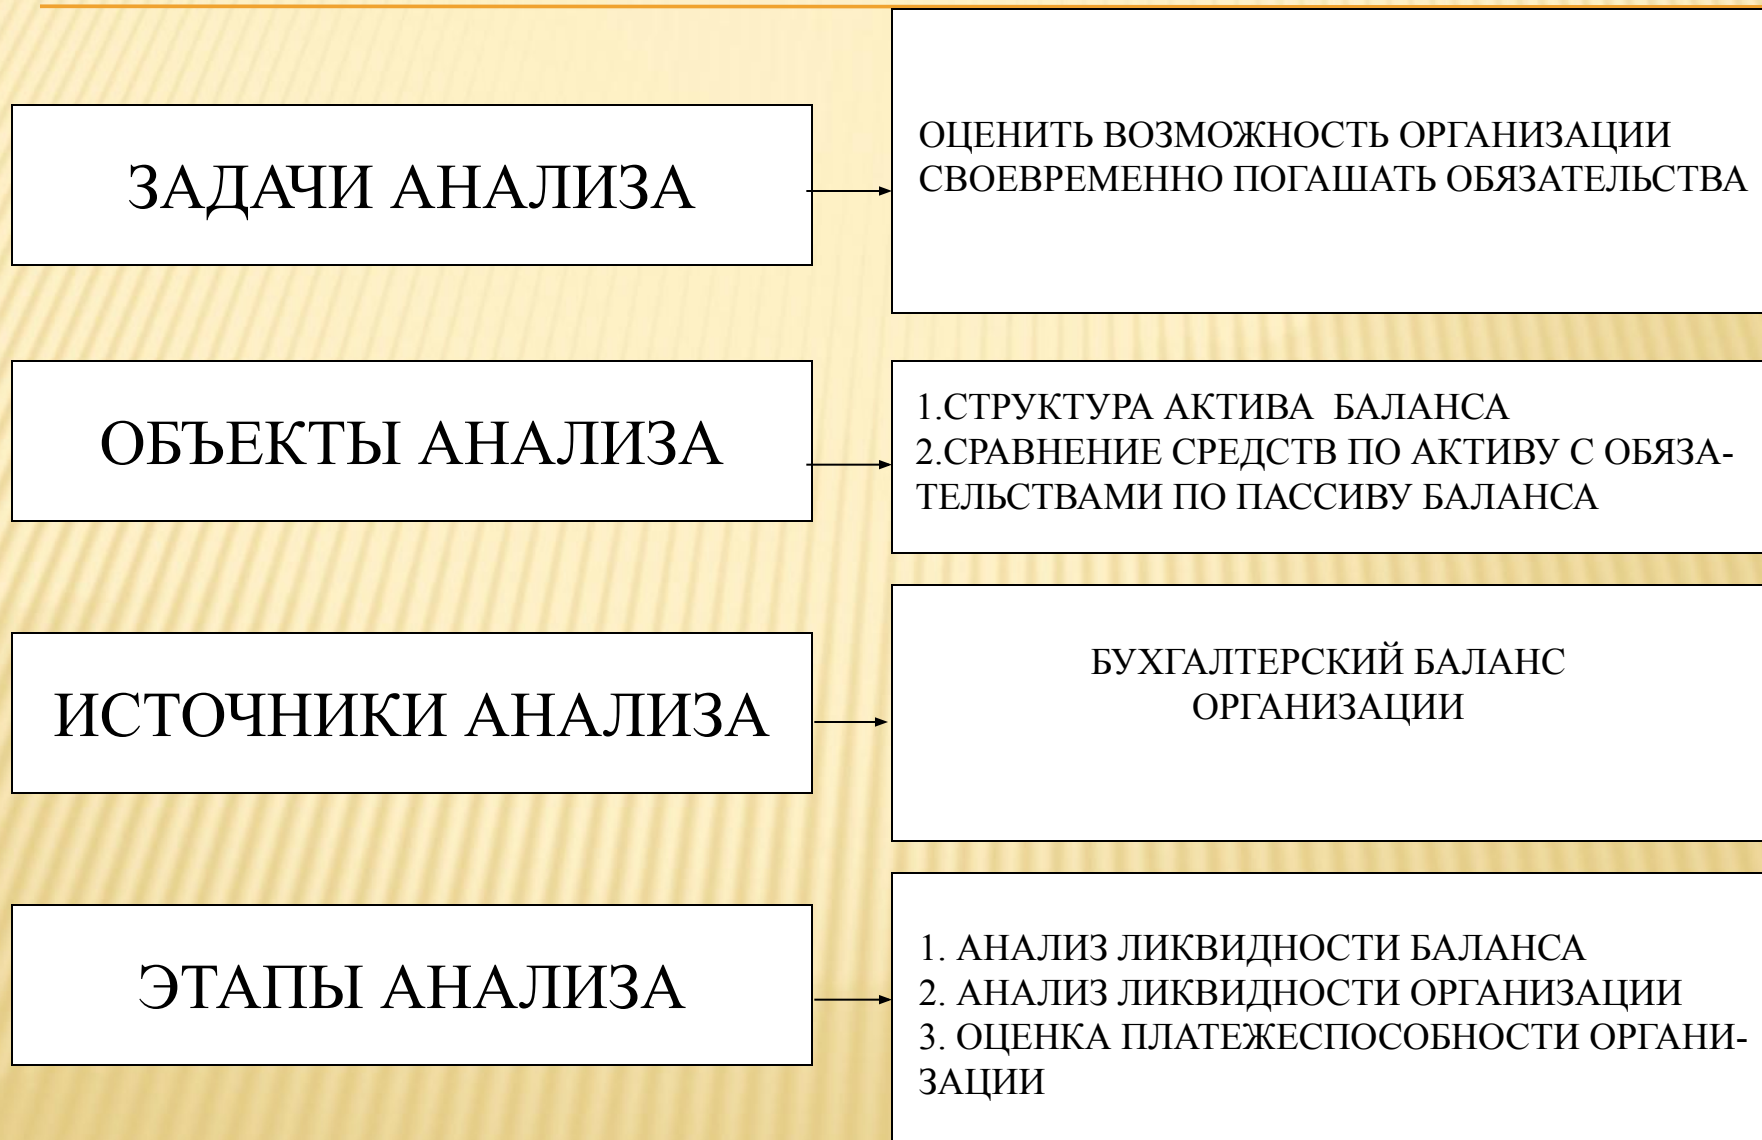 ЗАДАЧИ АНАЛИЗА
ОЦЕНИТЬ ВОЗМОЖНОСТЬ ОРГАНИЗАЦИИ
СВОЕВРЕМЕННО ПОГАШАТЬ ОБЯЗАТЕЛЬСТВА
ОБЪЕКТЫ АНАЛИЗА
1.СТРУКТУРА АКТИВА БАЛАНСА
2.СРАВНЕНИЕ СРЕДСТВ ПО АКТИВУ С ОБЯЗА-
ТЕЛЬСТВАМИ ПО ПАССИВУ БАЛАНСА
ИСТОЧНИКИ АНАЛИЗА
БУХГАЛТЕРСКИЙ БАЛАНС
ОРГАНИЗАЦИИ
ЭТАПЫ АНАЛИЗА
1. АНАЛИЗ ЛИКВИДНОСТИ БАЛАНСА
2. АНАЛИЗ ЛИКВИДНОСТИ ОРГАНИЗАЦИИ
3. ОЦЕНКА ПЛАТЕЖЕСПОСОБНОСТИ ОРГАНИ-
ЗАЦИИ